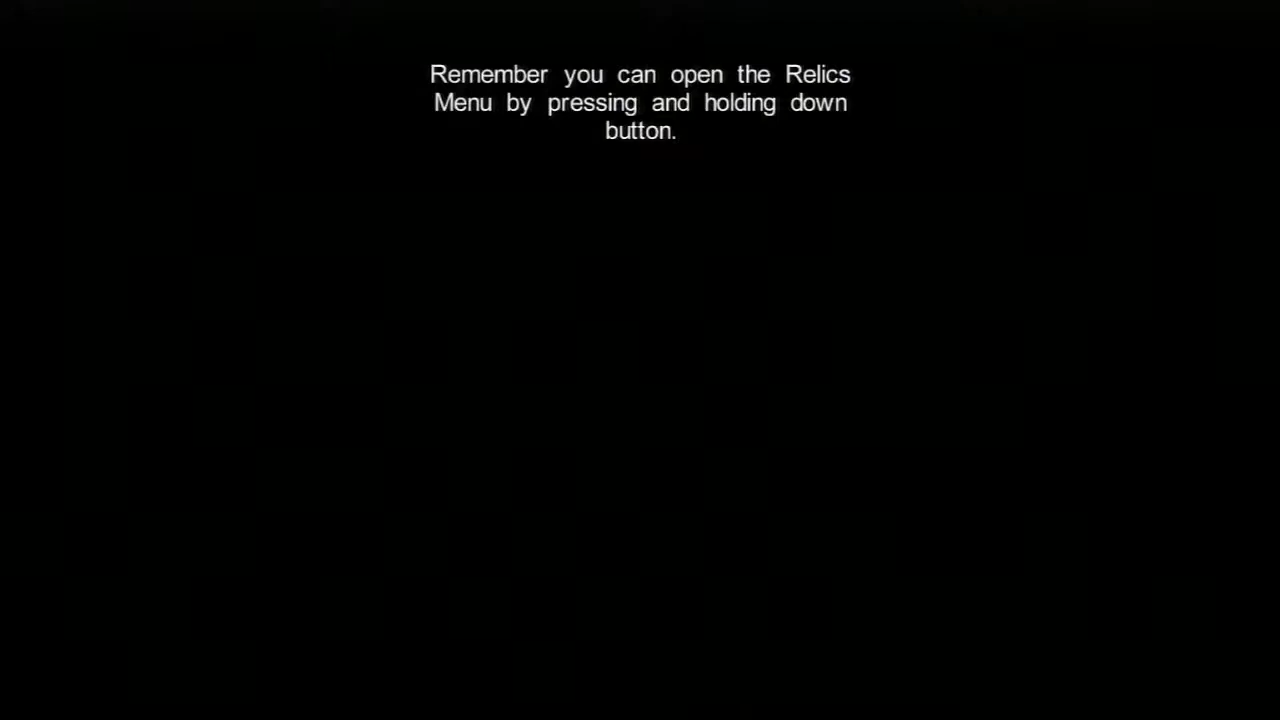 Remember you can open the Relics
Menu by pressing and holding down
button.